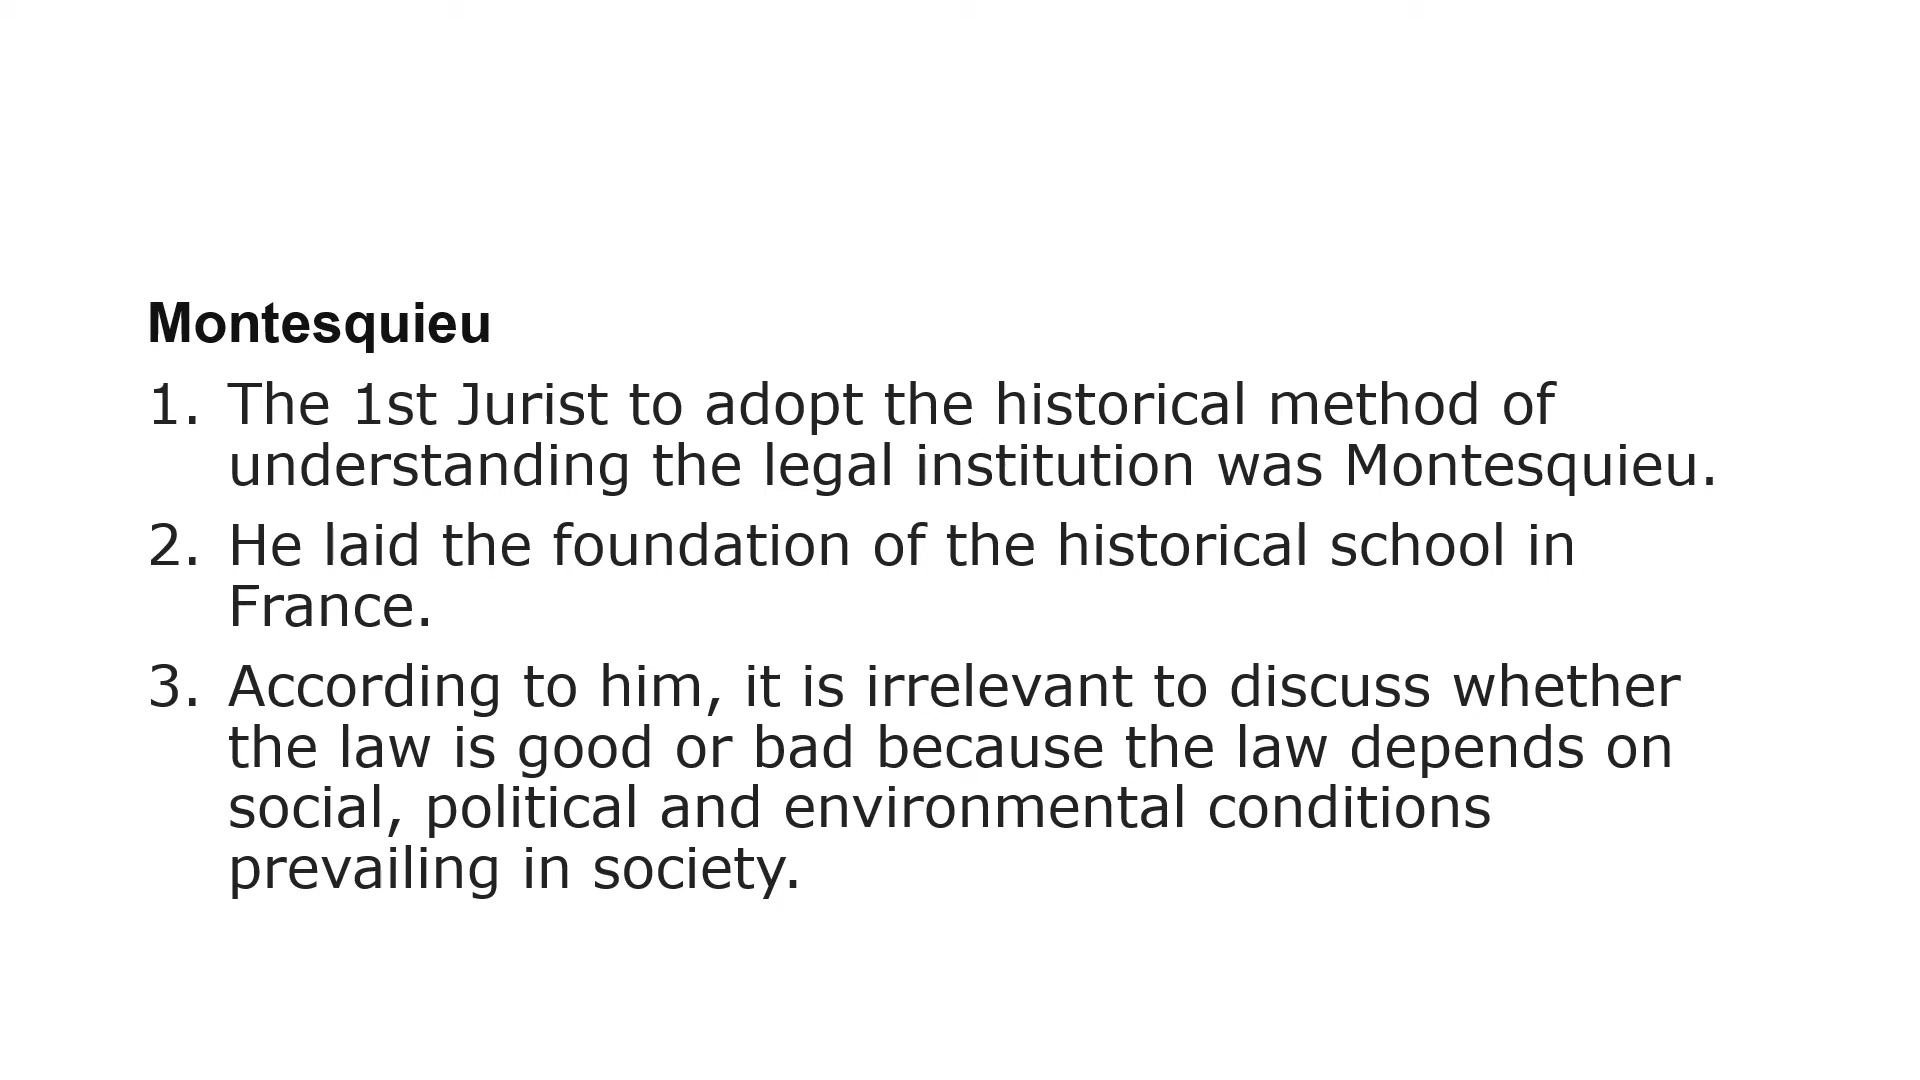 Montesquieu
1. The 1st Jurist to adopt the historical method of
understanding the legal institution was Montesquieu.
2. He laid the foundation of the historical school in
France.
3. According to him, it is irrelevant to discuss whether
the law is good or bad because the law depends on
social, political and environmental conditions
prevailing in society.